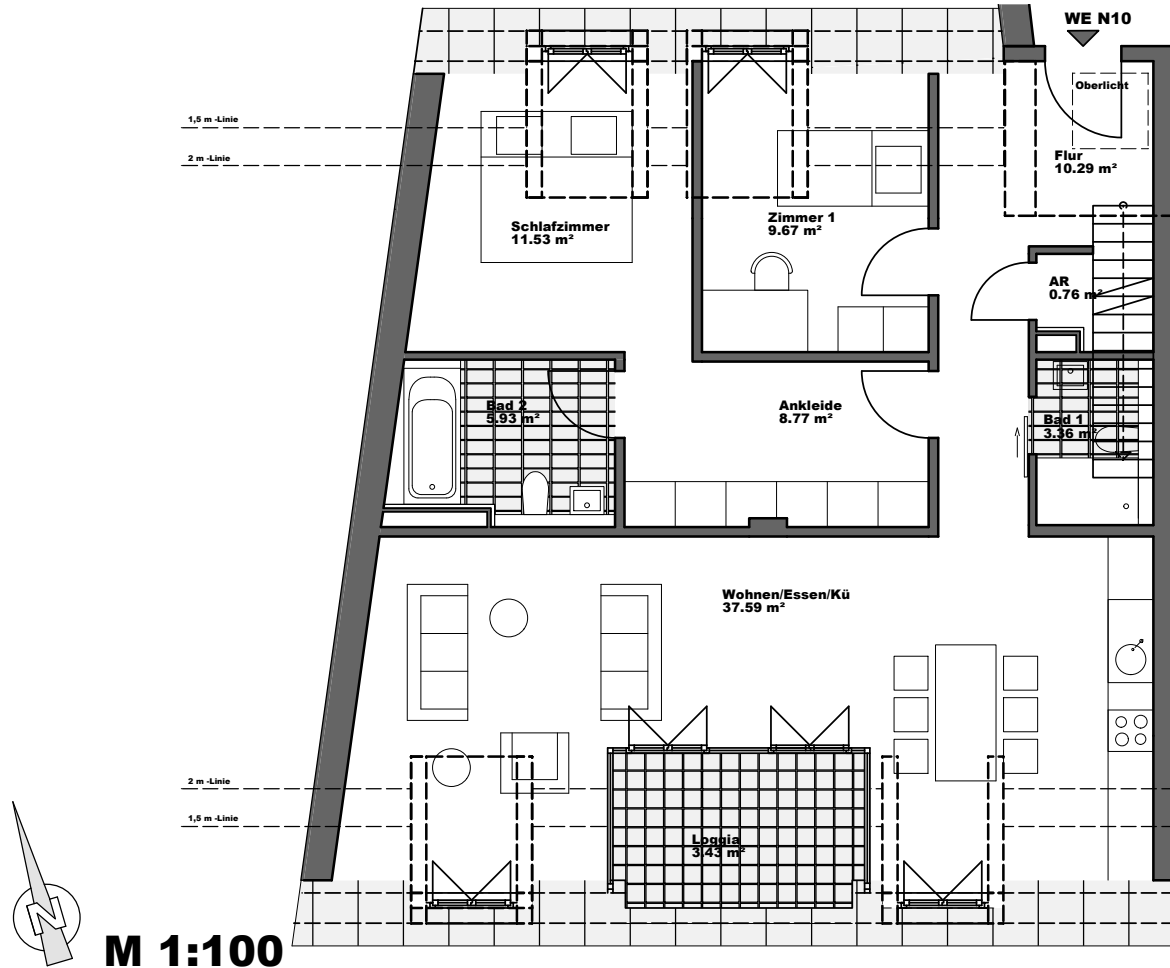 WE N10
Oberlicht
1,5 m -Linie
2 m -Linie
Flur
10.29 m²
Schlafzimmer
11.53 m²
Zimmer 1
9.67 m²
AR
0.76 m²
Bad 2
5.93 m²
Ankleide
8.77 m²
Bad 1
3.36 m²
Wohnen/Essen/Kü
37.59 m²
2 m -Linie
1,5 m -Linie
Loggia
3.43 m²
N
M 1:100